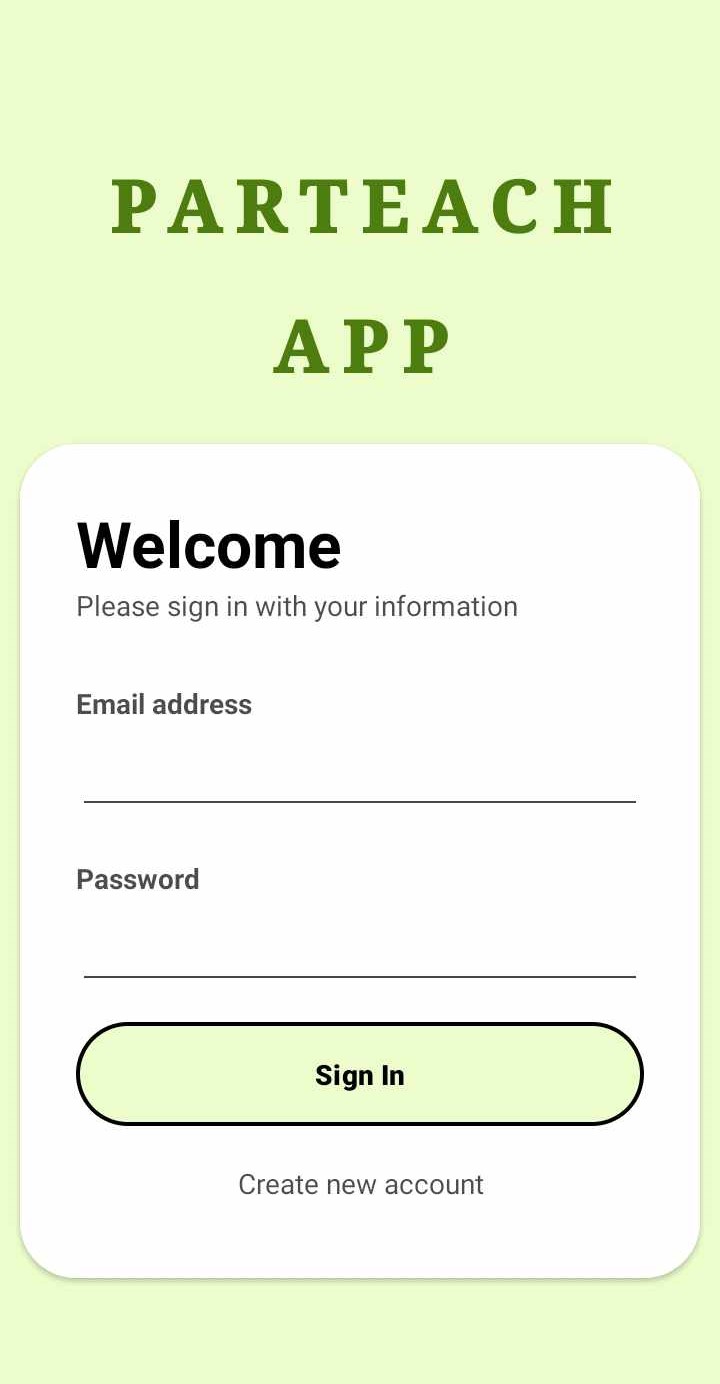 PARTEACH
APP
Welcome
Please sign in with your information
Email address
Password
Sign In
Create new account